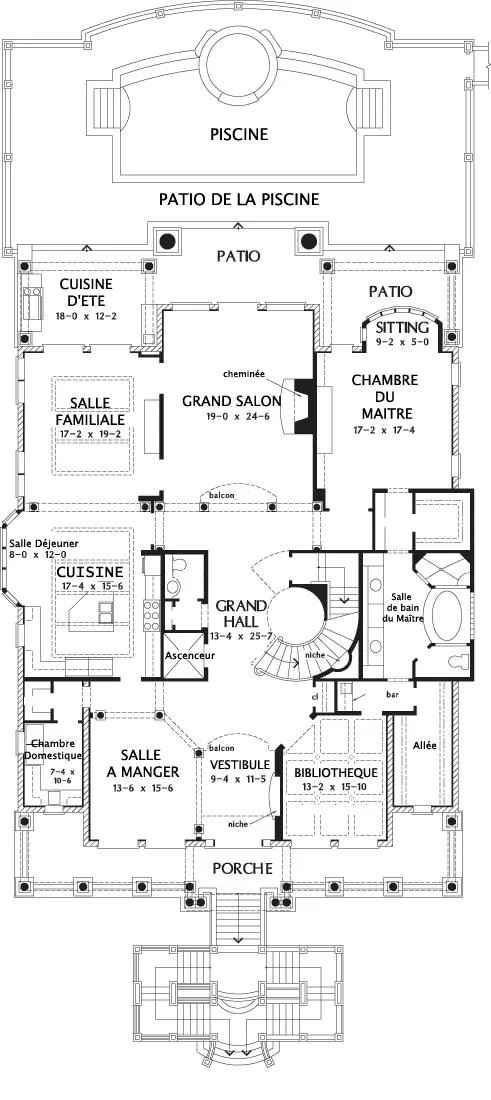 PISCINE
PATIO DE LA PISCINE
PATIO
CUISINE
D'ETE
18-0 x 12-2
PATIO
SITTING
9-2 x 5-0
cheminée
SALLE
FAMILIALE
17-2 x 19-2
GRAND SALON
19-0 x 24-6
CHAMBRE
DU
MAITRE
17-2 x 17-4
balcon
Salle Déjeuner
8-0 x 12-0
CUISINE
17-4 x 15-6
GRAND
HALL
13-4 x 25-7
Salle
de bain
du Maître
Ascenceur
niche
cl
bar
Chambre
Domestique
7-4 x
10-6
SALLE
A MANGER
13-6 x 15-6
balcon
VESTIBULE
9-4 x 11-5
BIBLIOTHEQUE
13-2 x 15-10
Allée
niche
PORCHE